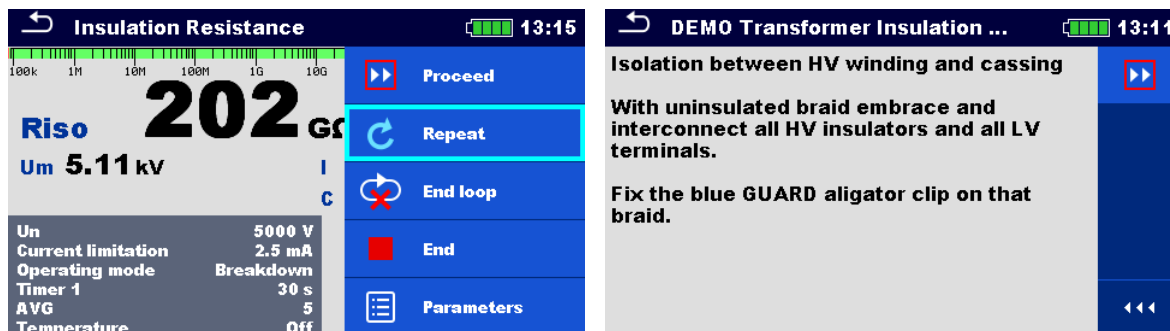 Insulation Resistance
13:15
100k 1M 10M 100M 1G 10G
Riso 202 GΩ
Um 5.11 kV
I
C
Un 5000 V
Current limitation 2.5 mA
Operating mode Breakdown
Timer 1 30 s
AVG 5
Temperature Off
Proceed
Repeat
End loop
End
Parameters
DEMO Transformer Insulation ...
13:11
Isolation between HV winding and cassing
With uninsulated braid embrace and
interconnect all HV insulators and all LV
terminals.
Fix the blue GUARD aligator clip on that
braid.